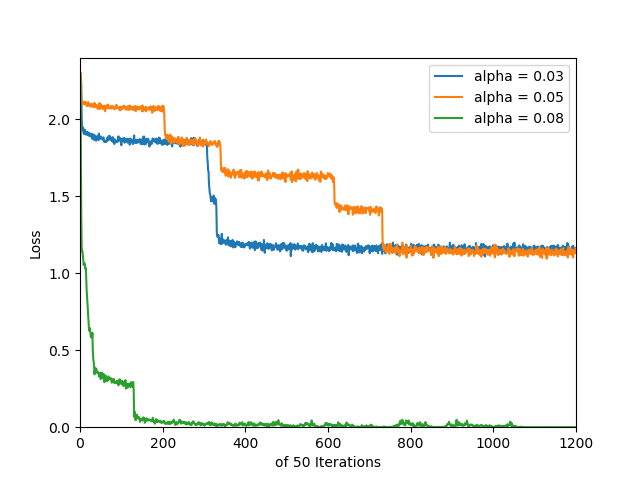 alpha = 0.03
alpha = 0.05
alpha = 0.08
Loss
2.0
1.5
1.0
0.5
0.0
0 200 400 600 800 1000 1200
of 50 Iterations